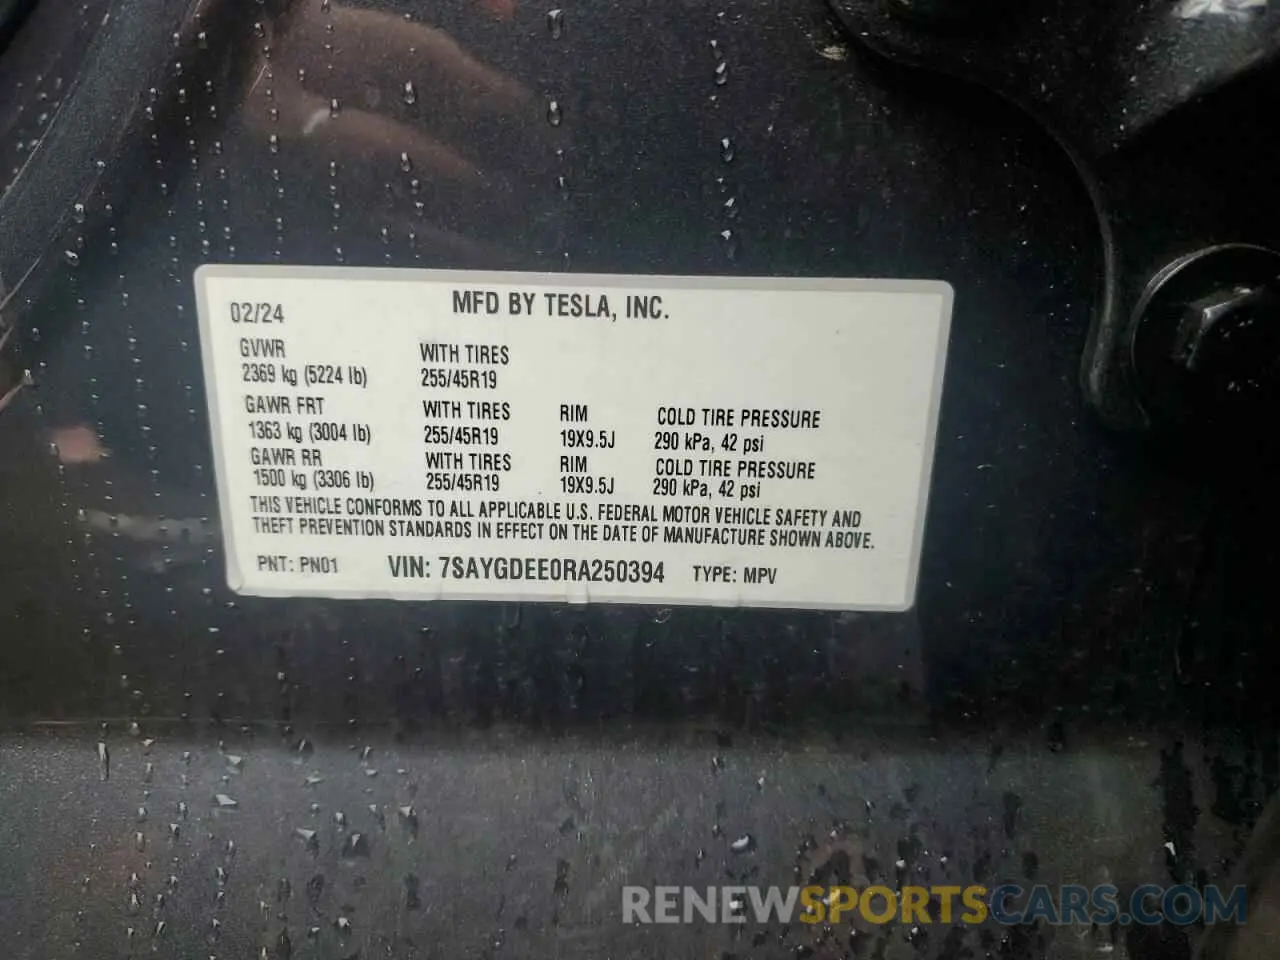 02/24 MFD BY TESLA, INC.
GVWR WITH TIRES
2369 kg (5224 lb) 255/45R19
GAWR FRT WITH TIRES RIM COLD TIRE PRESSURE
1363 kg (3004 lb) 255/45R19 19X9.5J 290 kPa, 42 psi
GAWR RR WITH TIRES RIM COLD TIRE PRESSURE
1500 kg (3306 lb) 255/45R19 19X9.5J 290 kPa, 42 psi
THIS VEHICLE CONFORMS TO ALL APPLICABLE U.S. FEDERAL MOTOR VEHICLE SAFETY AND
THEFT PREVENTION STANDARDS IN EFFECT ON THE DATE OF MANUFACTURE SHOWN ABOVE.
PNT: PN01 VIN: 7SAYGDEE0RA250394 TYPE: MPV
RENEWSPORTSCARS.COM